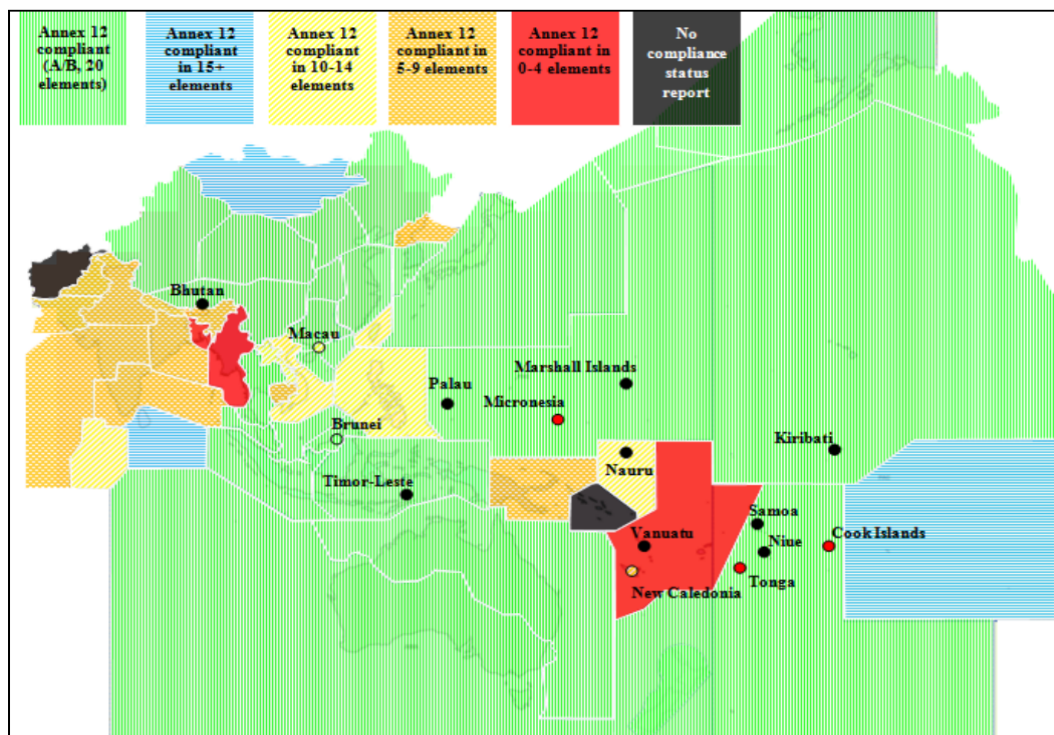 Annex 12
compliant
(A/B, 20
elements)
Annex 12
compliant
in 15+
elements
Annex 12
compliant
in 10-14
elements
Annex 12
compliant in
5-9 elements
Annex 12
compliant in
0-4 elements
No
compliance
status
report
Bhutan
Macau
Marshall Islands
Palau
Micronesia
Brunei
Kiribati
Nauru
Timor-Leste
Samoa
Vanuatu
Niue
Cook Islands
Tonga
New Caledonia